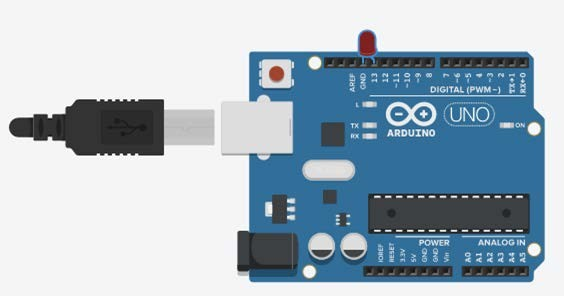 AREF
GND
13
12
~11
~10
~9
8
7
~6
~5
4
~3
2
TX→1
RX←0
DIGITAL (PWM~)
L
TX
RX
ARDUINO
UNO
ON
IOREF
RESET
3.3V
5V
GND
GND
Vin
POWER
A0
A1
A2
A3
A4
A5
ANALOG IN